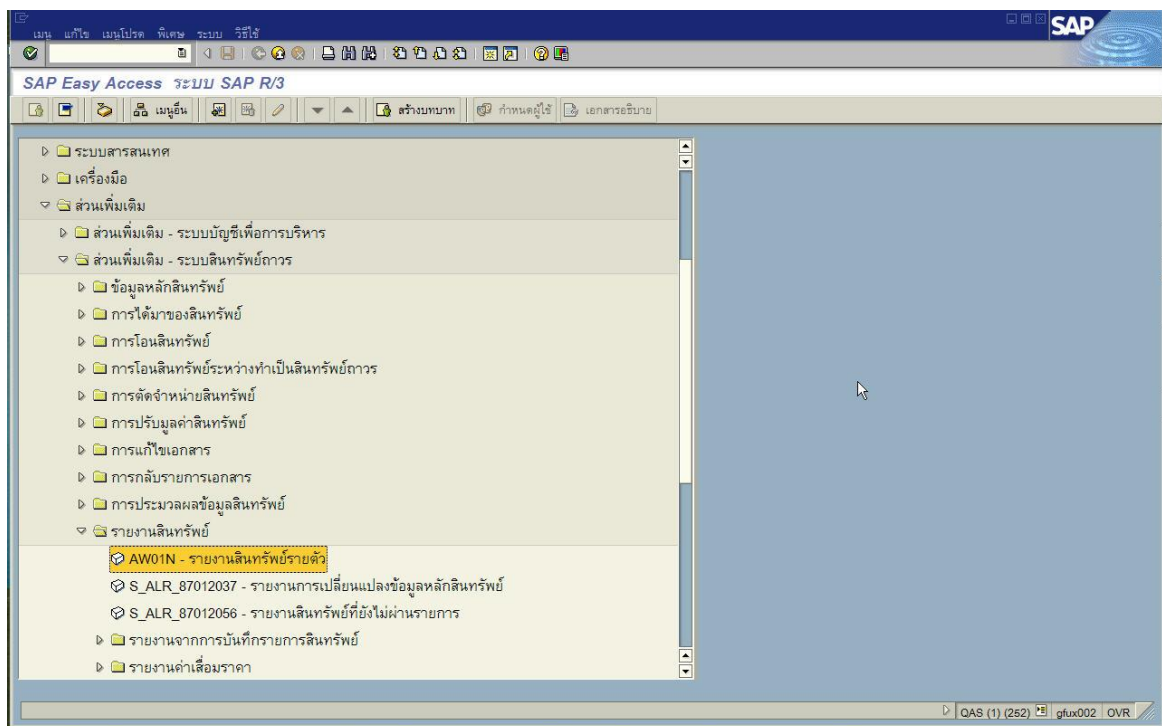 เมนู แก้ไข เมนูโปรด พิเศษ ระบบ วิธีใช้
SAP
SAP Easy Access ระบบ SAP R/3
เมนูอื่น สร้างบทบาท กำหนดผู้ใช้ เอกสารอธิบาย
ระบบสารสนเทศ
เครื่องมือ
ส่วนเพิ่มเติม
ส่วนเพิ่มเติม - ระบบบัญชีเพื่อการบริหาร
ส่วนเพิ่มเติม - ระบบสินทรัพย์ถาวร
ข้อมูลหลักสินทรัพย์
การได้มาของสินทรัพย์
การโอนสินทรัพย์
การโอนสินทรัพย์ระหว่างทำเป็นสินทรัพย์ถาวร
การตัดจำหน่ายสินทรัพย์
การปรับมูลค่าสินทรัพย์
การแก้ไขเอกสาร
การกลับรายการเอกสาร
การประมวลผลข้อมูลสินทรัพย์
รายงานสินทรัพย์
AW01N - รายงานสินทรัพย์รายตัว
S_ALR_87012037 - รายงานการเปลี่ยนแปลงข้อมูลหลักสินทรัพย์
S_ALR_87012056 - รายงานสินทรัพย์ที่ยังไม่ผ่านรายการ
รายงานจากการบันทึกรายการสินทรัพย์
รายงานค่าเสื่อมราคา
QAS (1) (252) gfux002 OVR